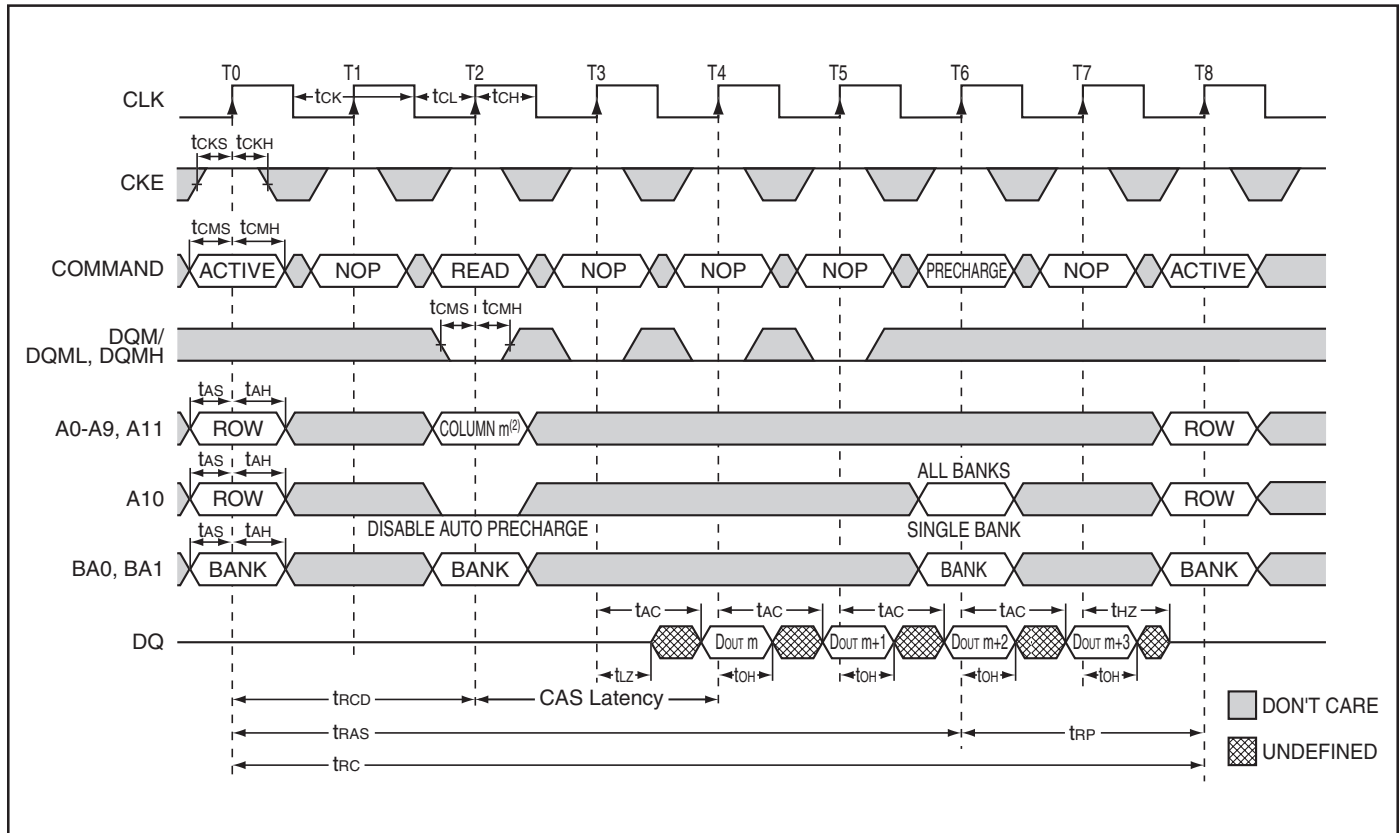 T0 T1 T2 T3 T4 T5 T6 T7 T8
CLK tCK tCL tCH
tCKS tCKH
CKE
tCMS tCMH
COMMAND ACTIVE NOP READ NOP NOP NOP PRECHARGE NOP ACTIVE
tCMS tCMH
DQM/
DQML, DQMH
tAS tAH
A0-A9, A11 ROW COLUMN m(2) ROW
tAS tAH ALL BANKS
A10 ROW ROW
DISABLE AUTO PRECHARGE SINGLE BANK
tAS tAH
BA0, BA1 BANK BANK BANK BANK
tAC tAC tAC tAC tHZ
DQ DOUT m DOUT m+1 DOUT m+2 DOUT m+3
tLZ tOH tOH tOH tOH
tRCD CAS Latency
DON'T CARE
tRAS tRP
UNDEFINED
tRC